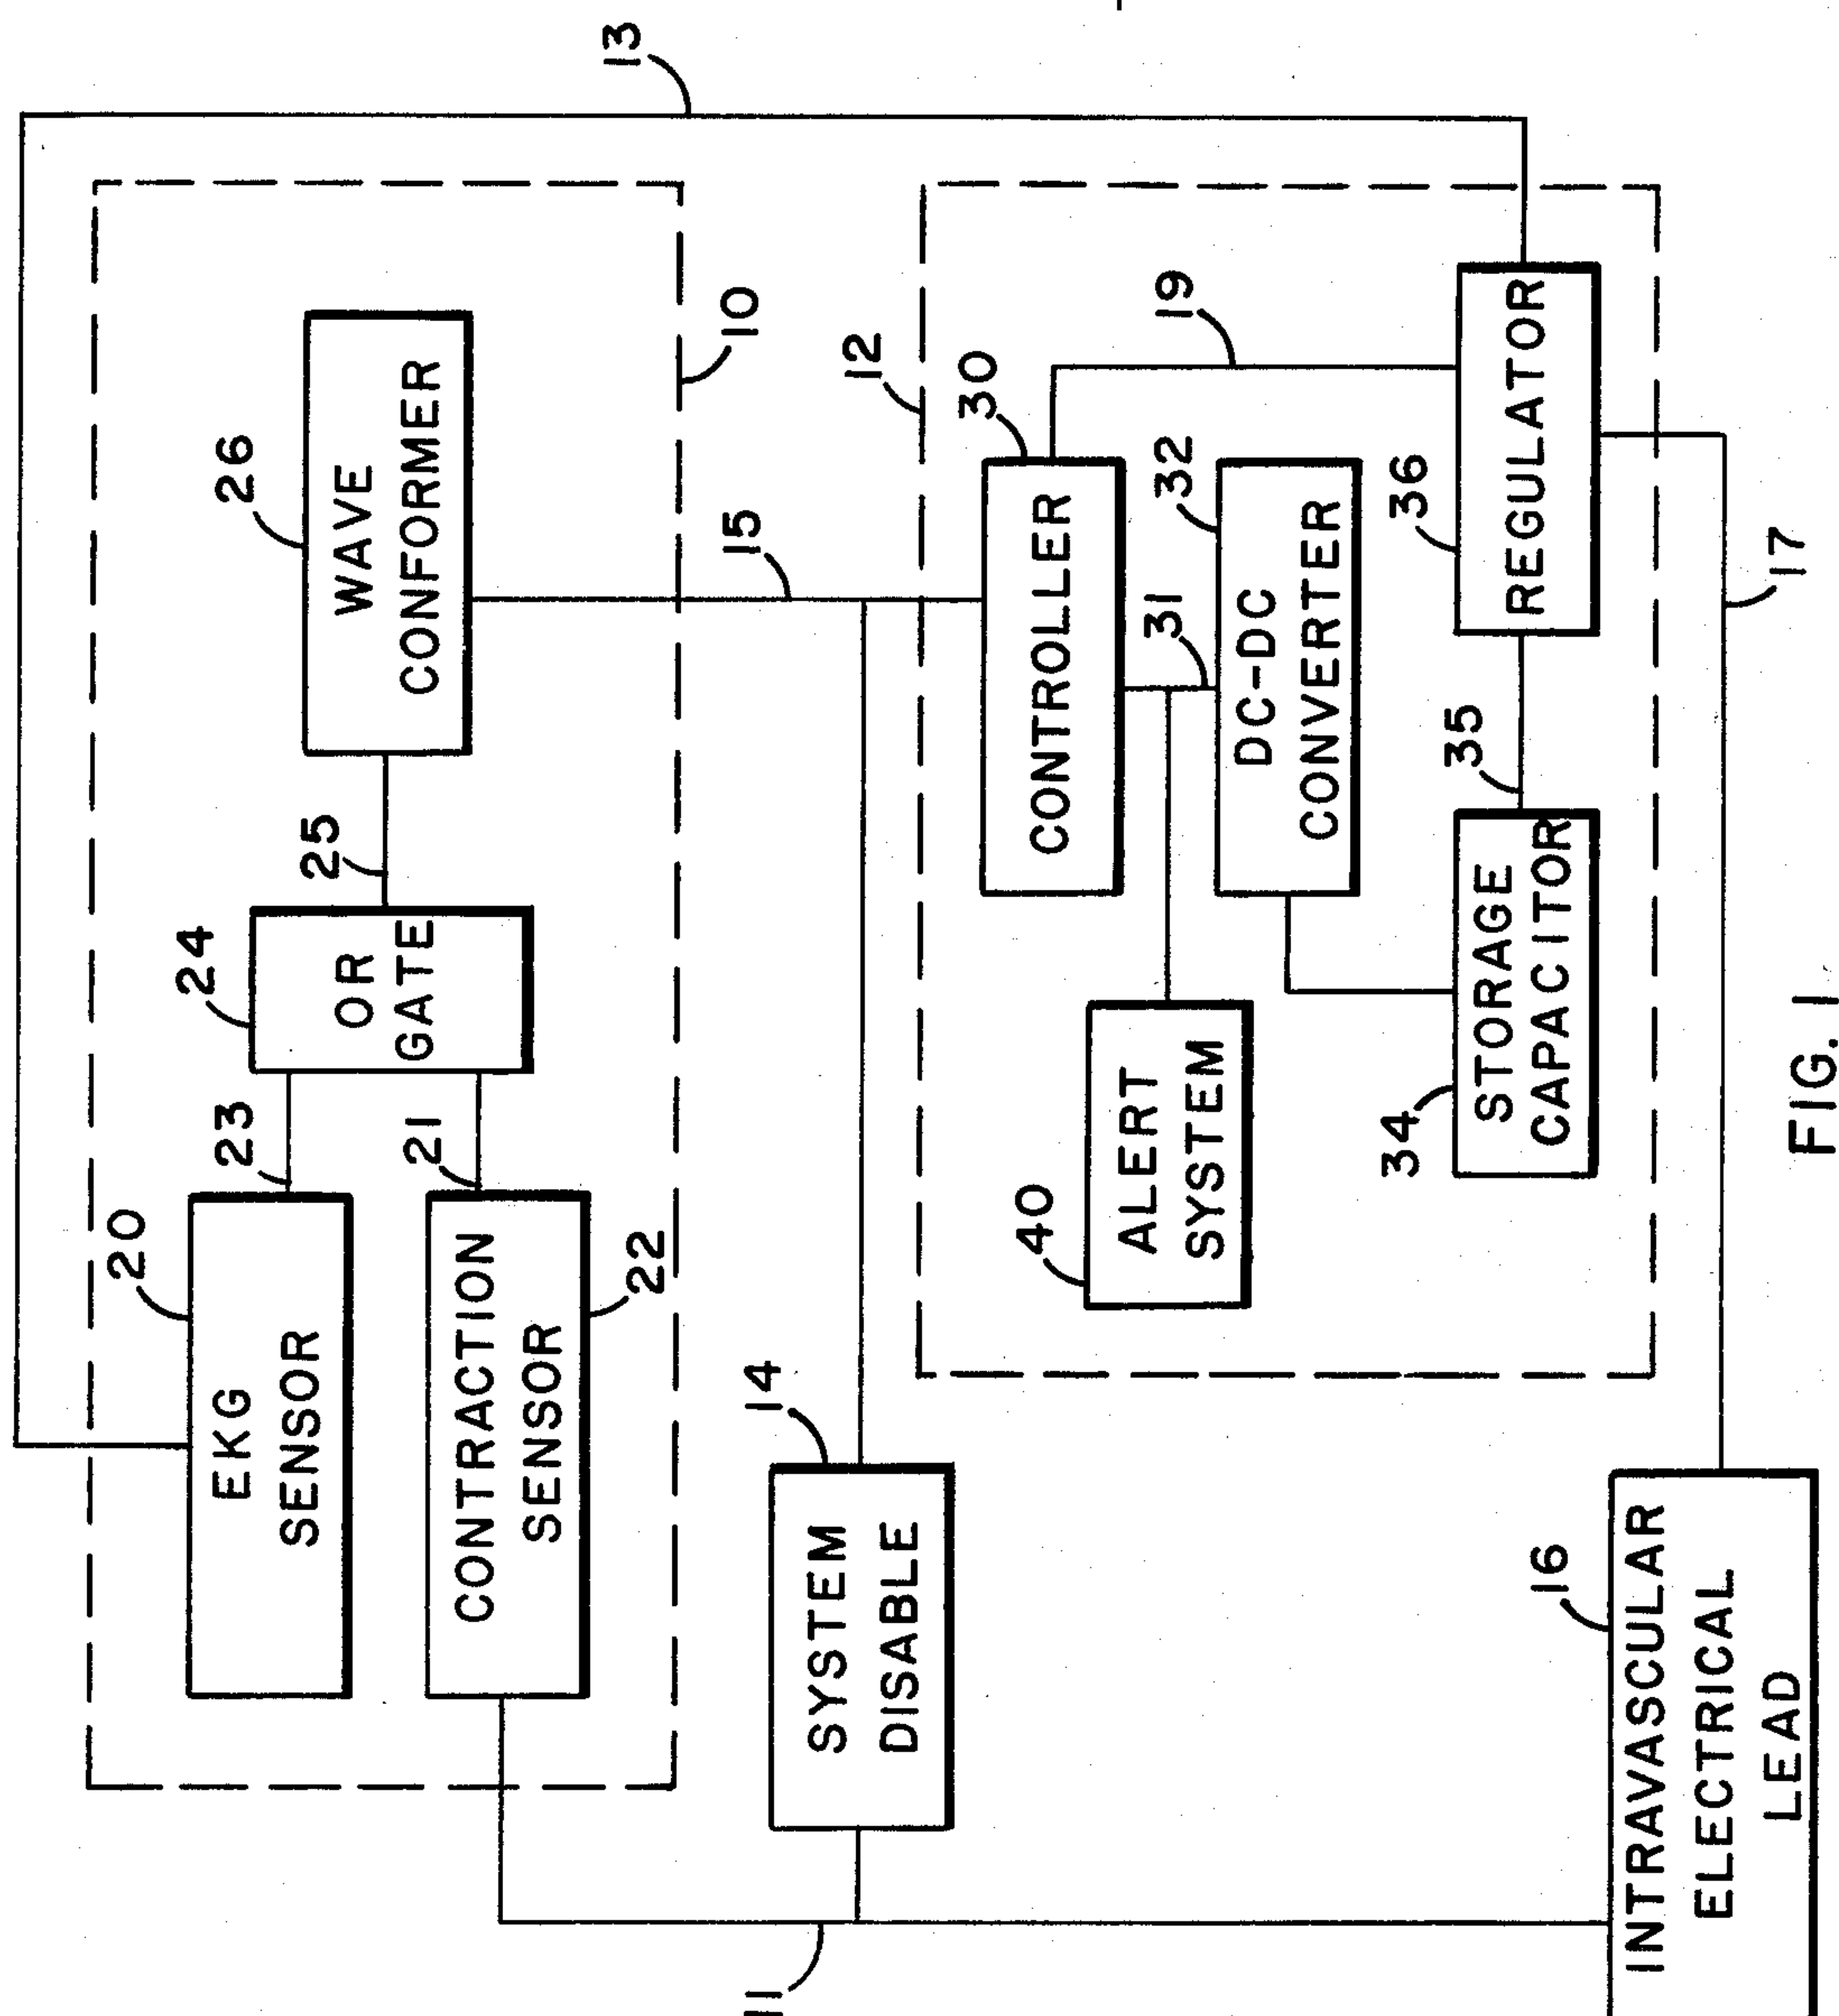 20
EKG
SENSOR
23
24
OR
GATE
25
26
WAVE
CONFORMER
21
CONTRACTION
SENSOR
22
13
10
15
11
14
SYSTEM
DISABLE
12
30
CONTROLLER
40
ALERT
SYSTEM
31
32
19
DC-DC
CONVERTER
34
STORAGE
CAPACITOR
35
36
REGULATOR
16
INTRAVASCULAR
ELECTRICAL
LEAD
17
FIG. 1.